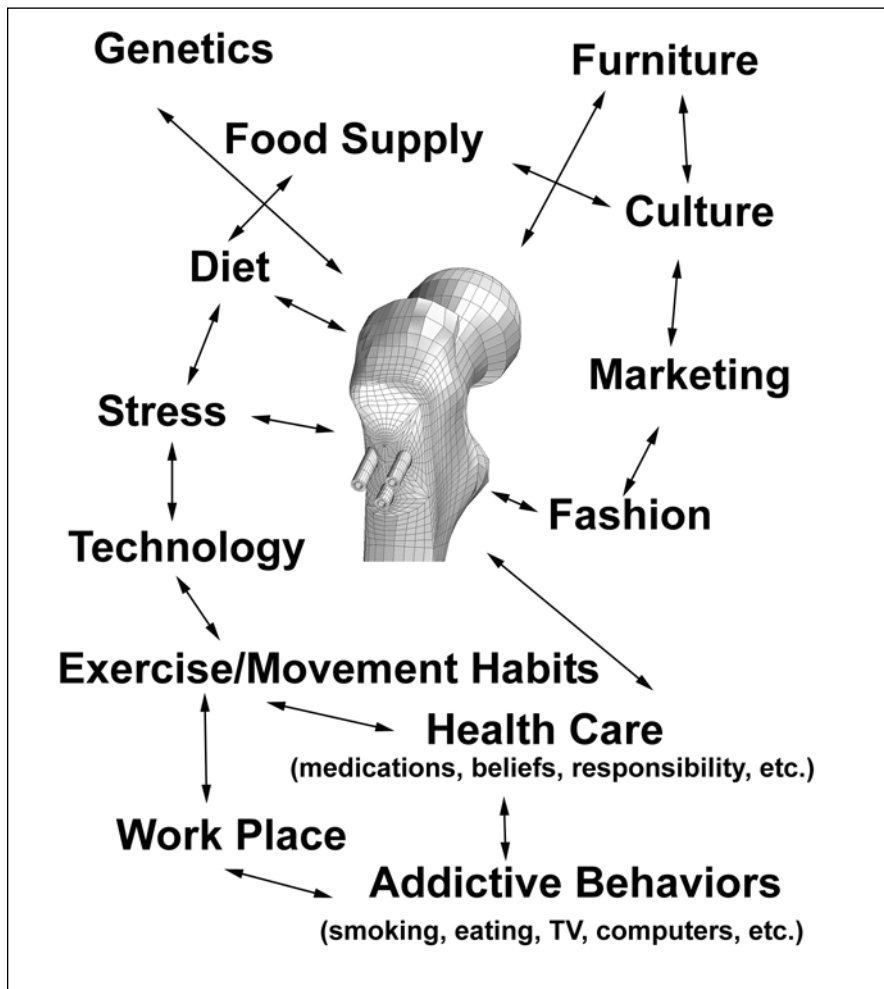 Genetics
Furniture
Food Supply
Culture
Diet
Marketing
Stress
Fashion
Technology
Exercise/Movement Habits
Health Care
(medications, beliefs, responsibility, etc.)
Work Place
Addictive Behaviors
(smoking, eating, TV, computers, etc.)